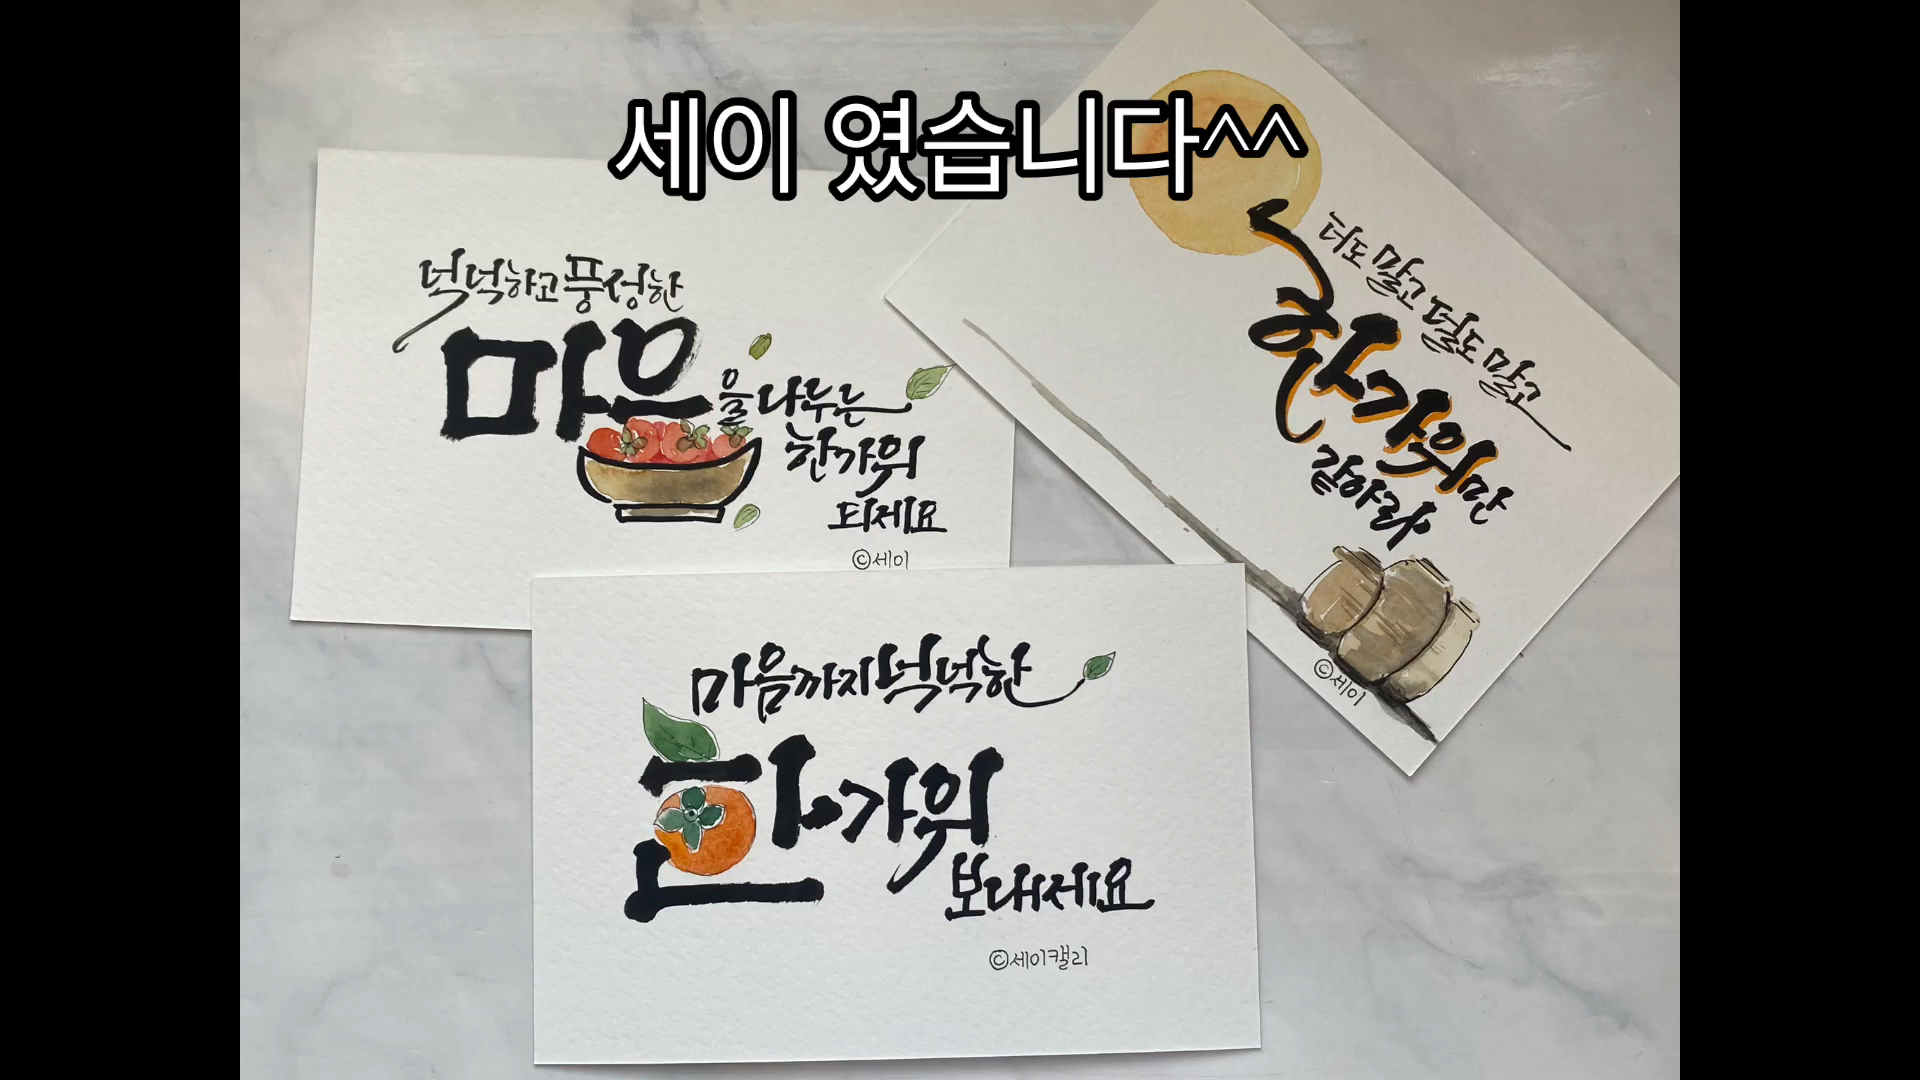 세이 였습니다^^
넉넉하고 풍성한
마음을 나누는
한가위
되세요
©세이
더도 말고 덜도 말고
한가위만
같아라
©세이
마음까지 넉넉한
한가위
보내세요
©세이캘리